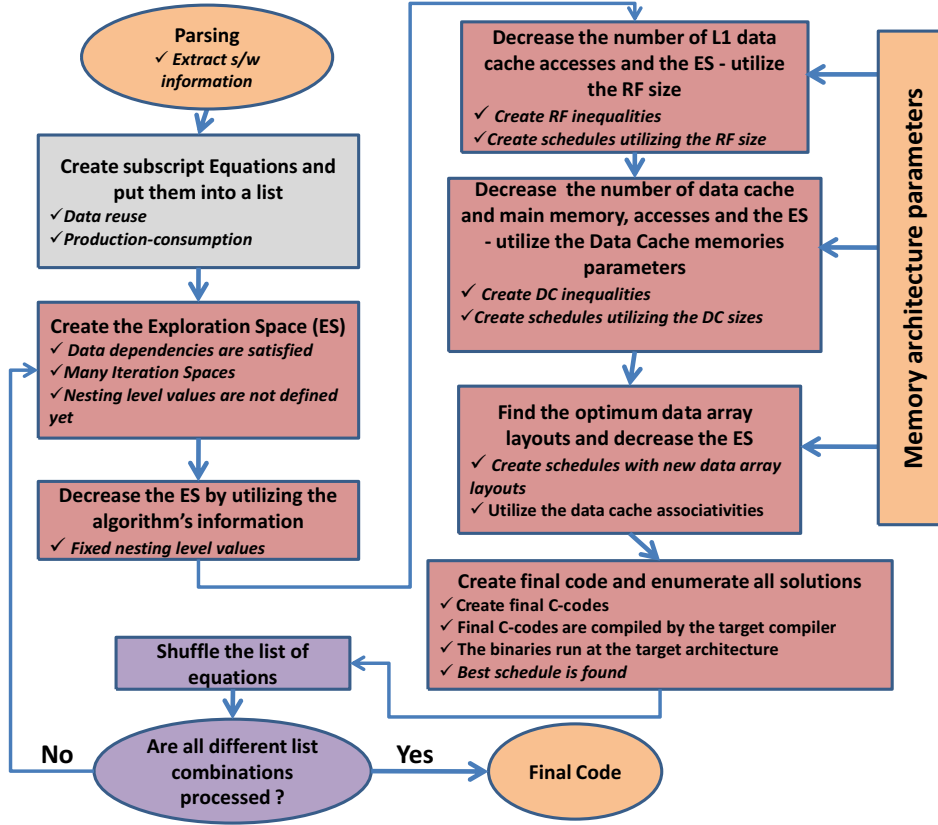 Parsing
✓ Extract s/w
information
Create subscript Equations and
put them into a list
✓Data reuse
✓Production-consumption
Create the Exploration Space (ES)
✓ Data dependencies are satisfied
✓Many Iteration Spaces
✓Nesting level values are not defined
yet
Decrease the ES by utilizing the
algorithm's information
✓ Fixed nesting level values
Decrease the number of L1 data
cache accesses and the ES - utilize
the RF size
✓ Create RF inequalities
✓Create schedules utilizing the RF size
Decrease the number of data cache
and main memory, accesses and the ES
- utilize the Data Cache memories
parameters
✓ Create DC inequalities
✓Create schedules utilizing the DC sizes
Find the optimum data array
layouts and decrease the ES
✓ Create schedules with new data array
layouts
✓ Utilize the data cache associativities
Create final code and enumerate all solutions
✓Create final C-codes
✓ Final C-codes are compiled by the target compiler
✓ The binaries run at the target architecture
✓ Best schedule is found
Memory architecture parameters
Shuffle the list of
equations
Are all different list
combinations
processed ?
No
Yes
Final Code